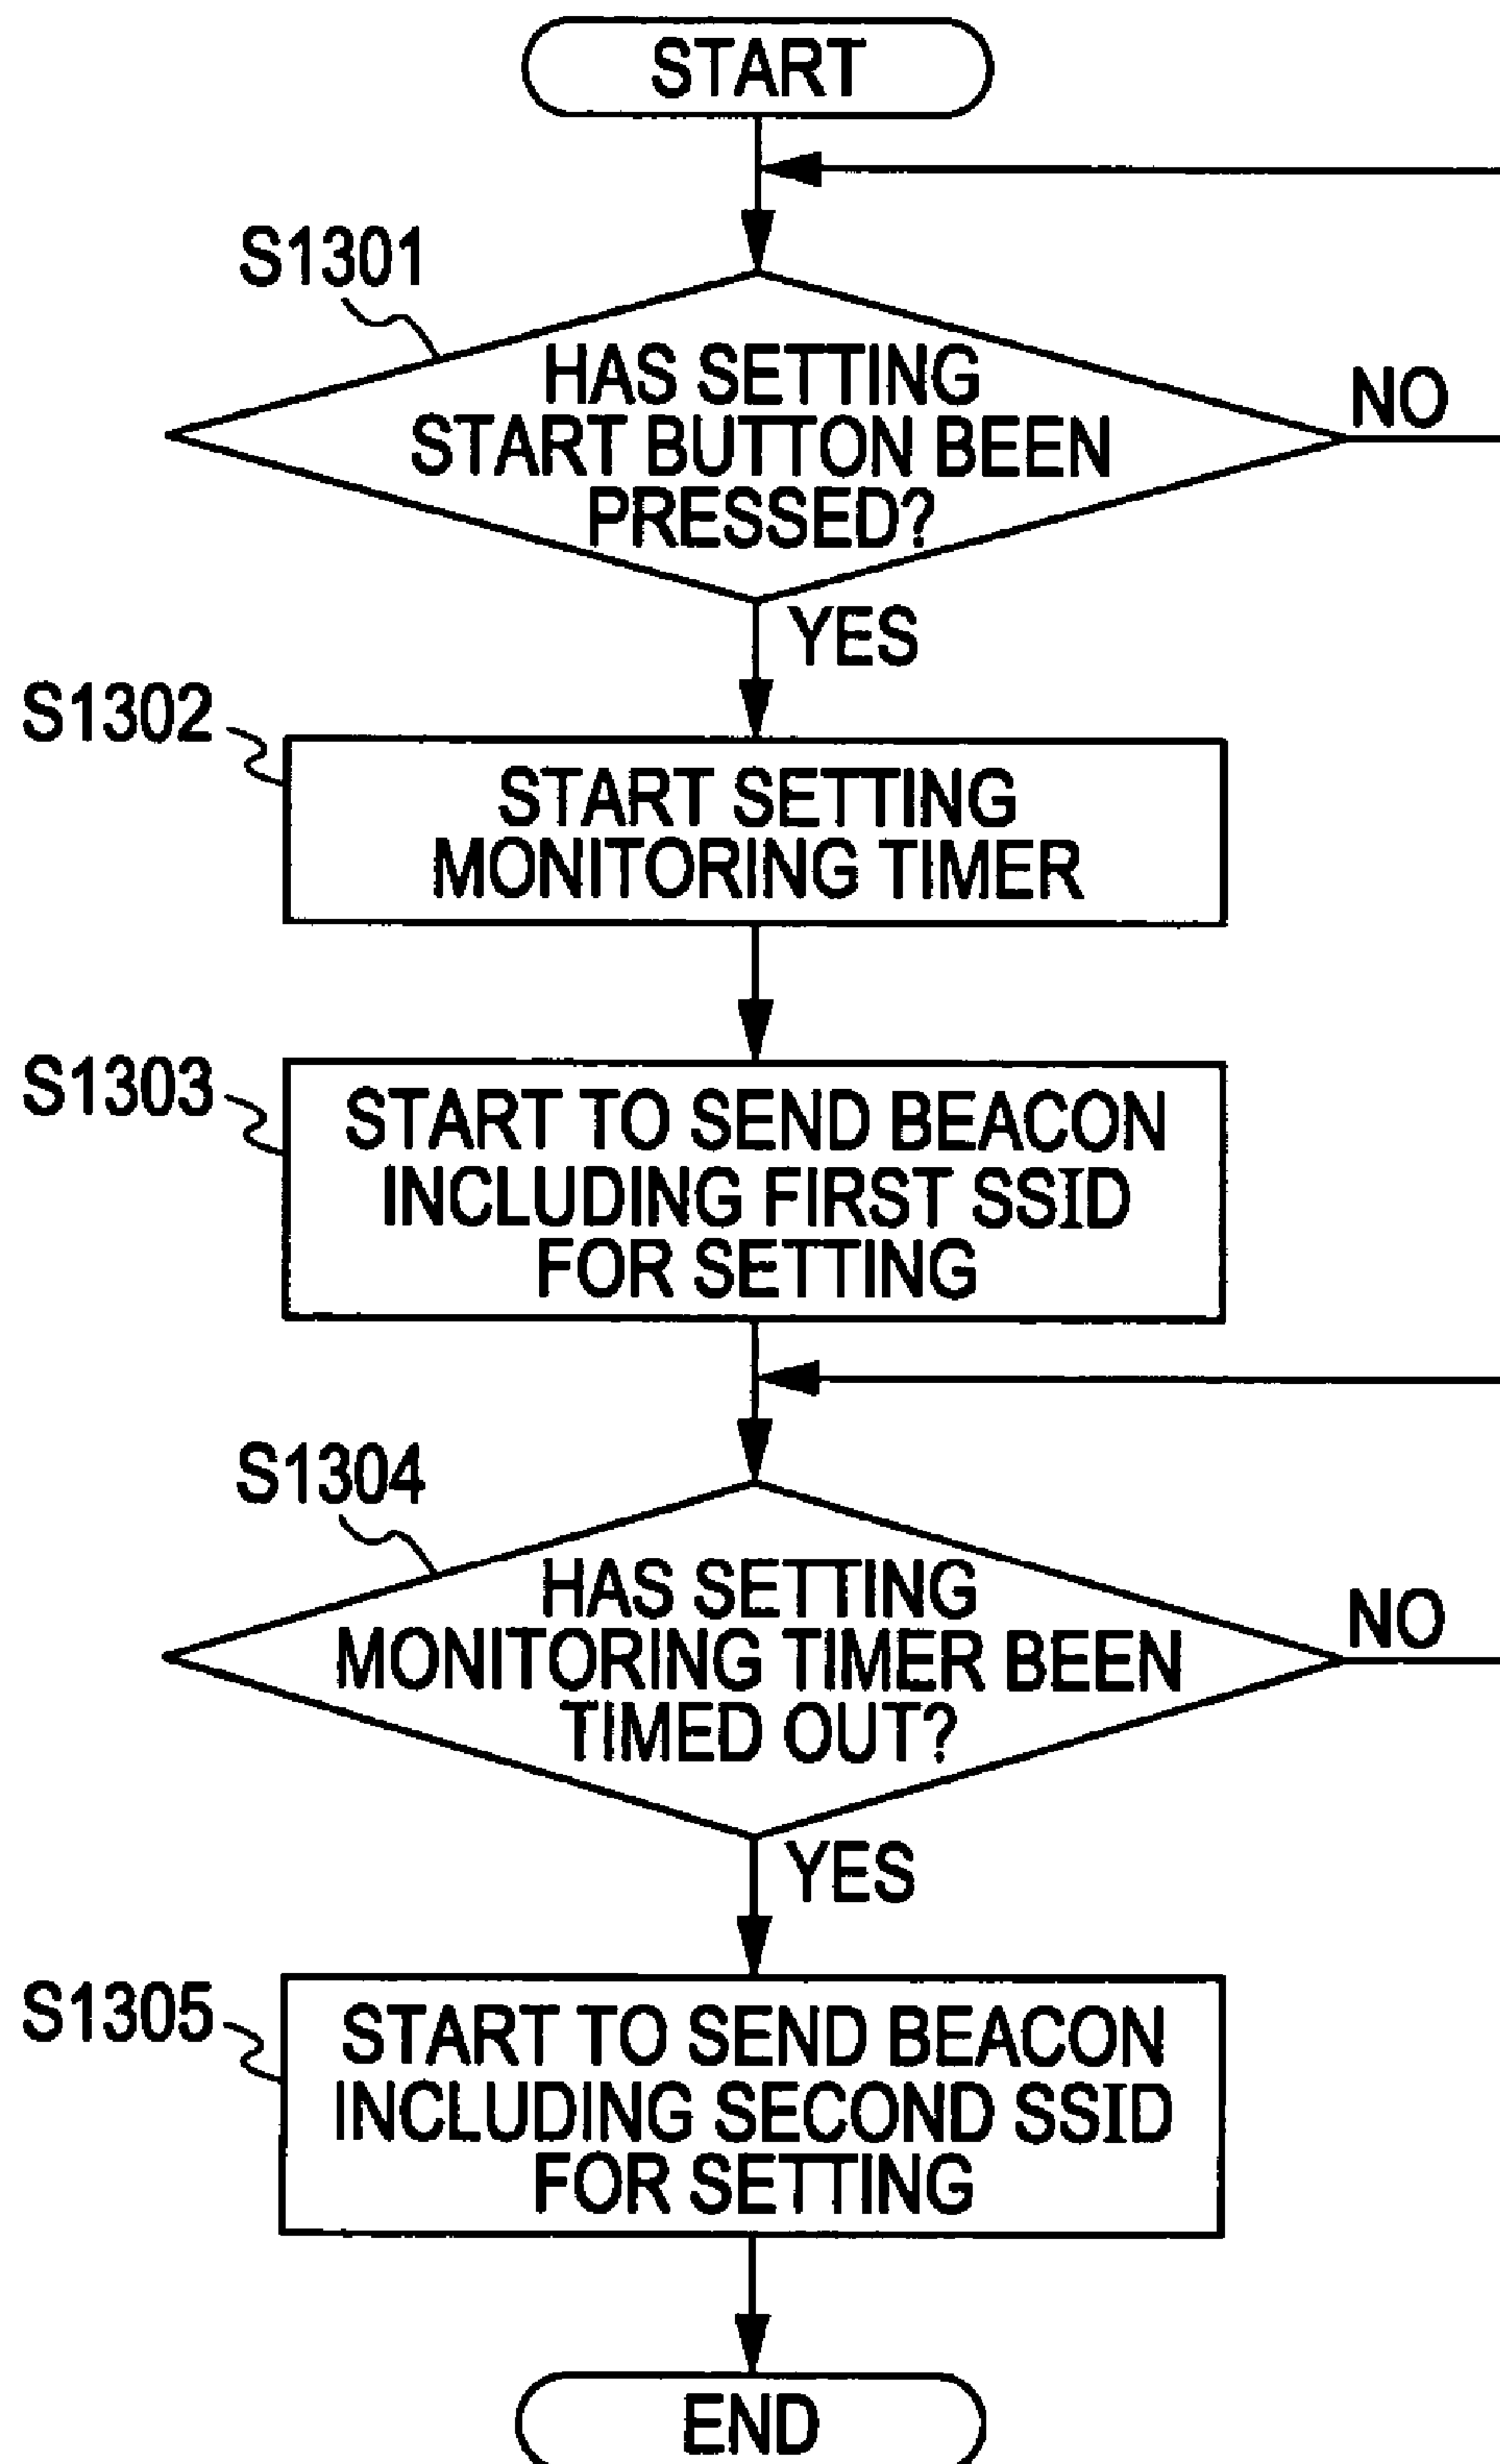 START
S1301
HAS SETTING
START BUTTON BEEN
PRESSED?
NO
YES
S1302
START SETTING
MONITORING TIMER
S1303
START TO SEND BEACON
INCLUDING FIRST SSID
FOR SETTING
S1304
HAS SETTING
MONITORING TIMER BEEN
TIMED OUT?
NO
YES
S1305
START TO SEND BEACON
INCLUDING SECOND SSID
FOR SETTING
END